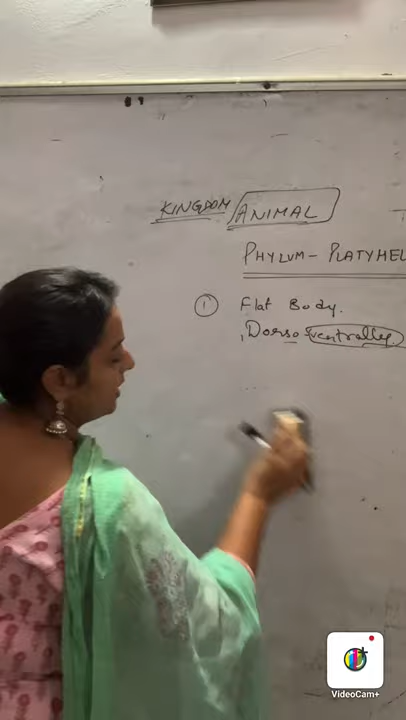 KINGDOM ANIMAL
PHYLUM - PLATYHEL
① Flat Body.
Dorso ventrally
VideoCam+